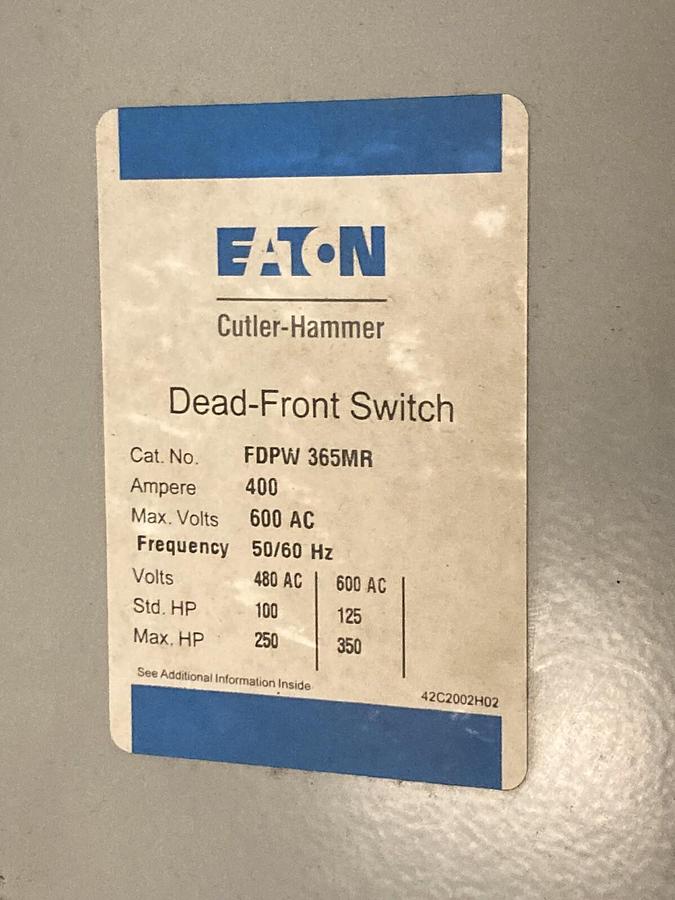 EATON
Cutler-Hammer
Dead-Front Switch
Cat. No. FDPW 365MR
Ampere 400
Max. Volts 600 AC
Frequency 50/60 Hz
Volts 480 AC 600 AC
Std. HP 100 125
Max. HP 250 350
See Additional Information Inside
42C2002H02